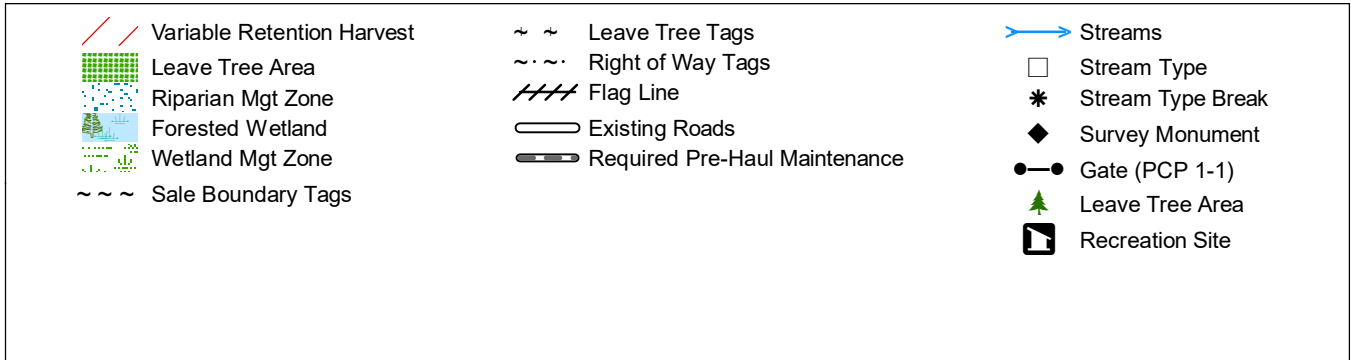 Variable Retention Harvest
Leave Tree Area
Riparian Mgt Zone
Forested Wetland
Wetland Mgt Zone
Sale Boundary Tags
Leave Tree Tags
Right of Way Tags
Flag Line
Existing Roads
Required Pre-Haul Maintenance
Streams
Stream Type
Stream Type Break
Survey Monument
Gate (PCP 1-1)
Leave Tree Area
Recreation Site